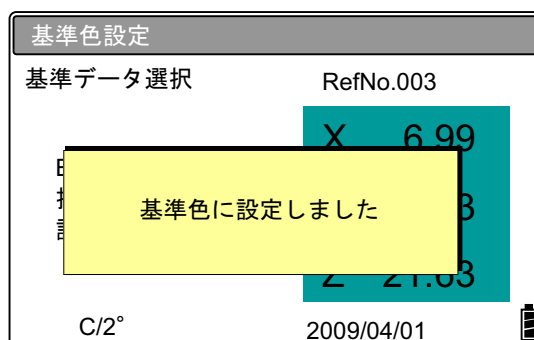 基準色設定
基準データ選択
RefNo.003
X 6.99
基準色に設定しました
3
Z 21.63
C/2°
2009/04/01